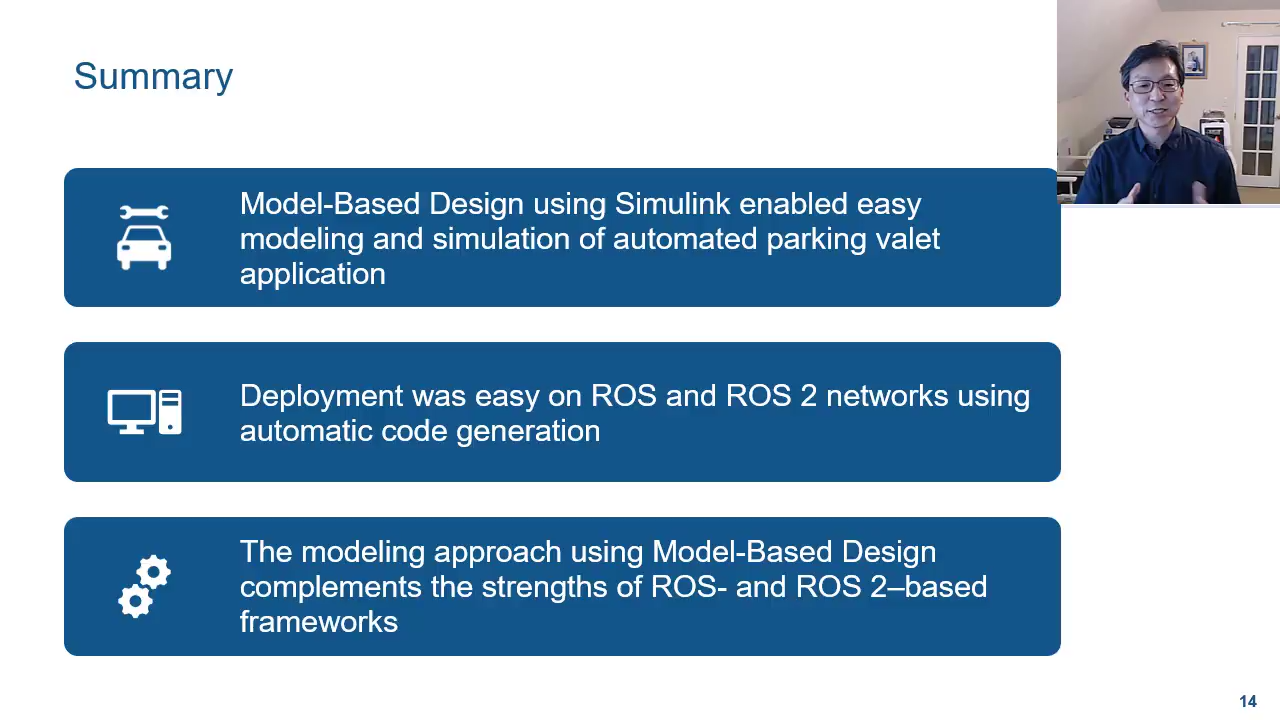 Summary
Model-Based Design using Simulink enabled easy
modeling and simulation of automated parking valet
application
Deployment was easy on ROS and ROS 2 networks using
automatic code generation
The modeling approach using Model-Based Design
complements the strengths of ROS- and ROS 2–based
frameworks
14